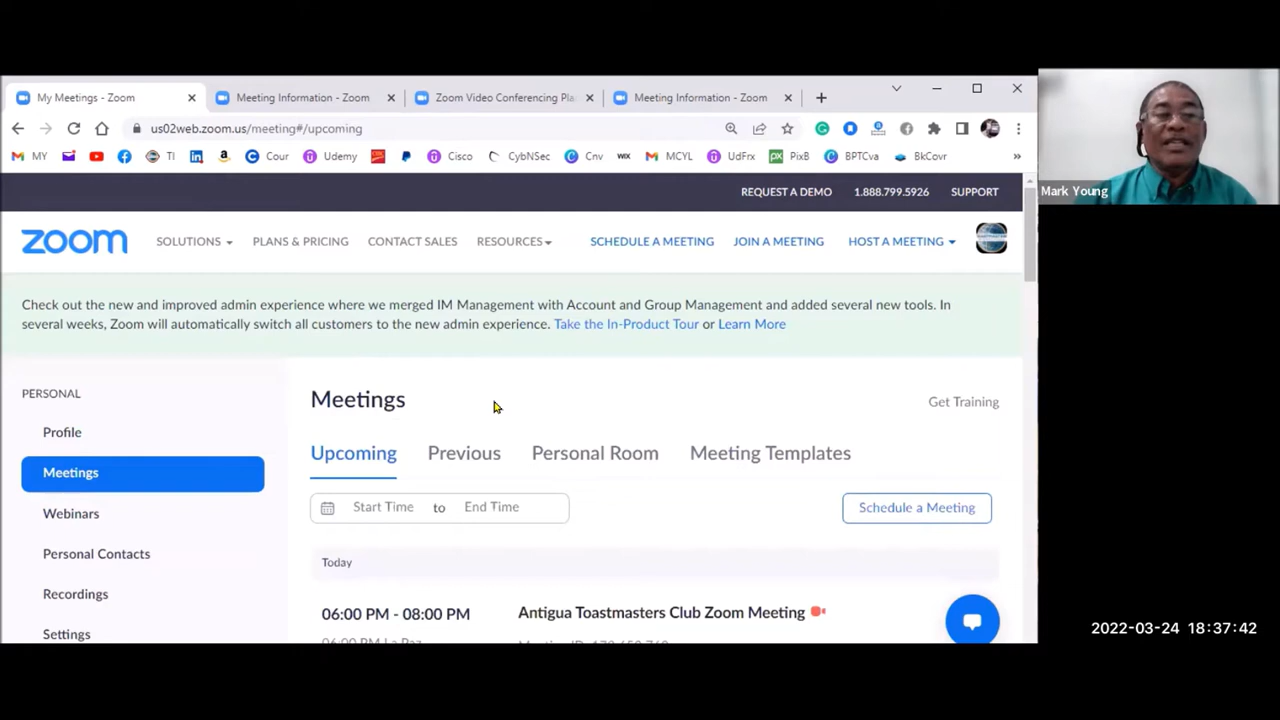 My Meetings - Zoom
Meeting Information - Zoom
Zoom Video Conferencing Pla
Meeting Information - Zoom
us02web.zoom.us/meeting#/upcoming
MY TI Cour Udemy Cisco CybNSec Cnv WIX MCYL UdFrx PixB BPTCva BkCovr »
Mark Young
REQUEST A DEMO 1.888.799.5926 SUPPORT
zoom SOLUTIONS PLANS & PRICING CONTACT SALES RESOURCES SCHEDULE A MEETING JOIN A MEETING HOST A MEETING
Check out the new and improved admin experience where we merged IM Management with Account and Group Management and added several new tools. In
several weeks, Zoom will automatically switch all customers to the new admin experience. Take the In-Product Tour or Learn More
PERSONAL
Profile
Meetings
Webinars
Personal Contacts
Recordings
Settings
Meetings
Get Training
Upcoming Previous Personal Room Meeting Templates
Start Time to End Time
Schedule a Meeting
Today
06:00 PM - 08:00 PM Antigua Toastmasters Club Zoom Meeting
06:00 PM La Paz
Meeting ID:
2022-03-24 18:37:42